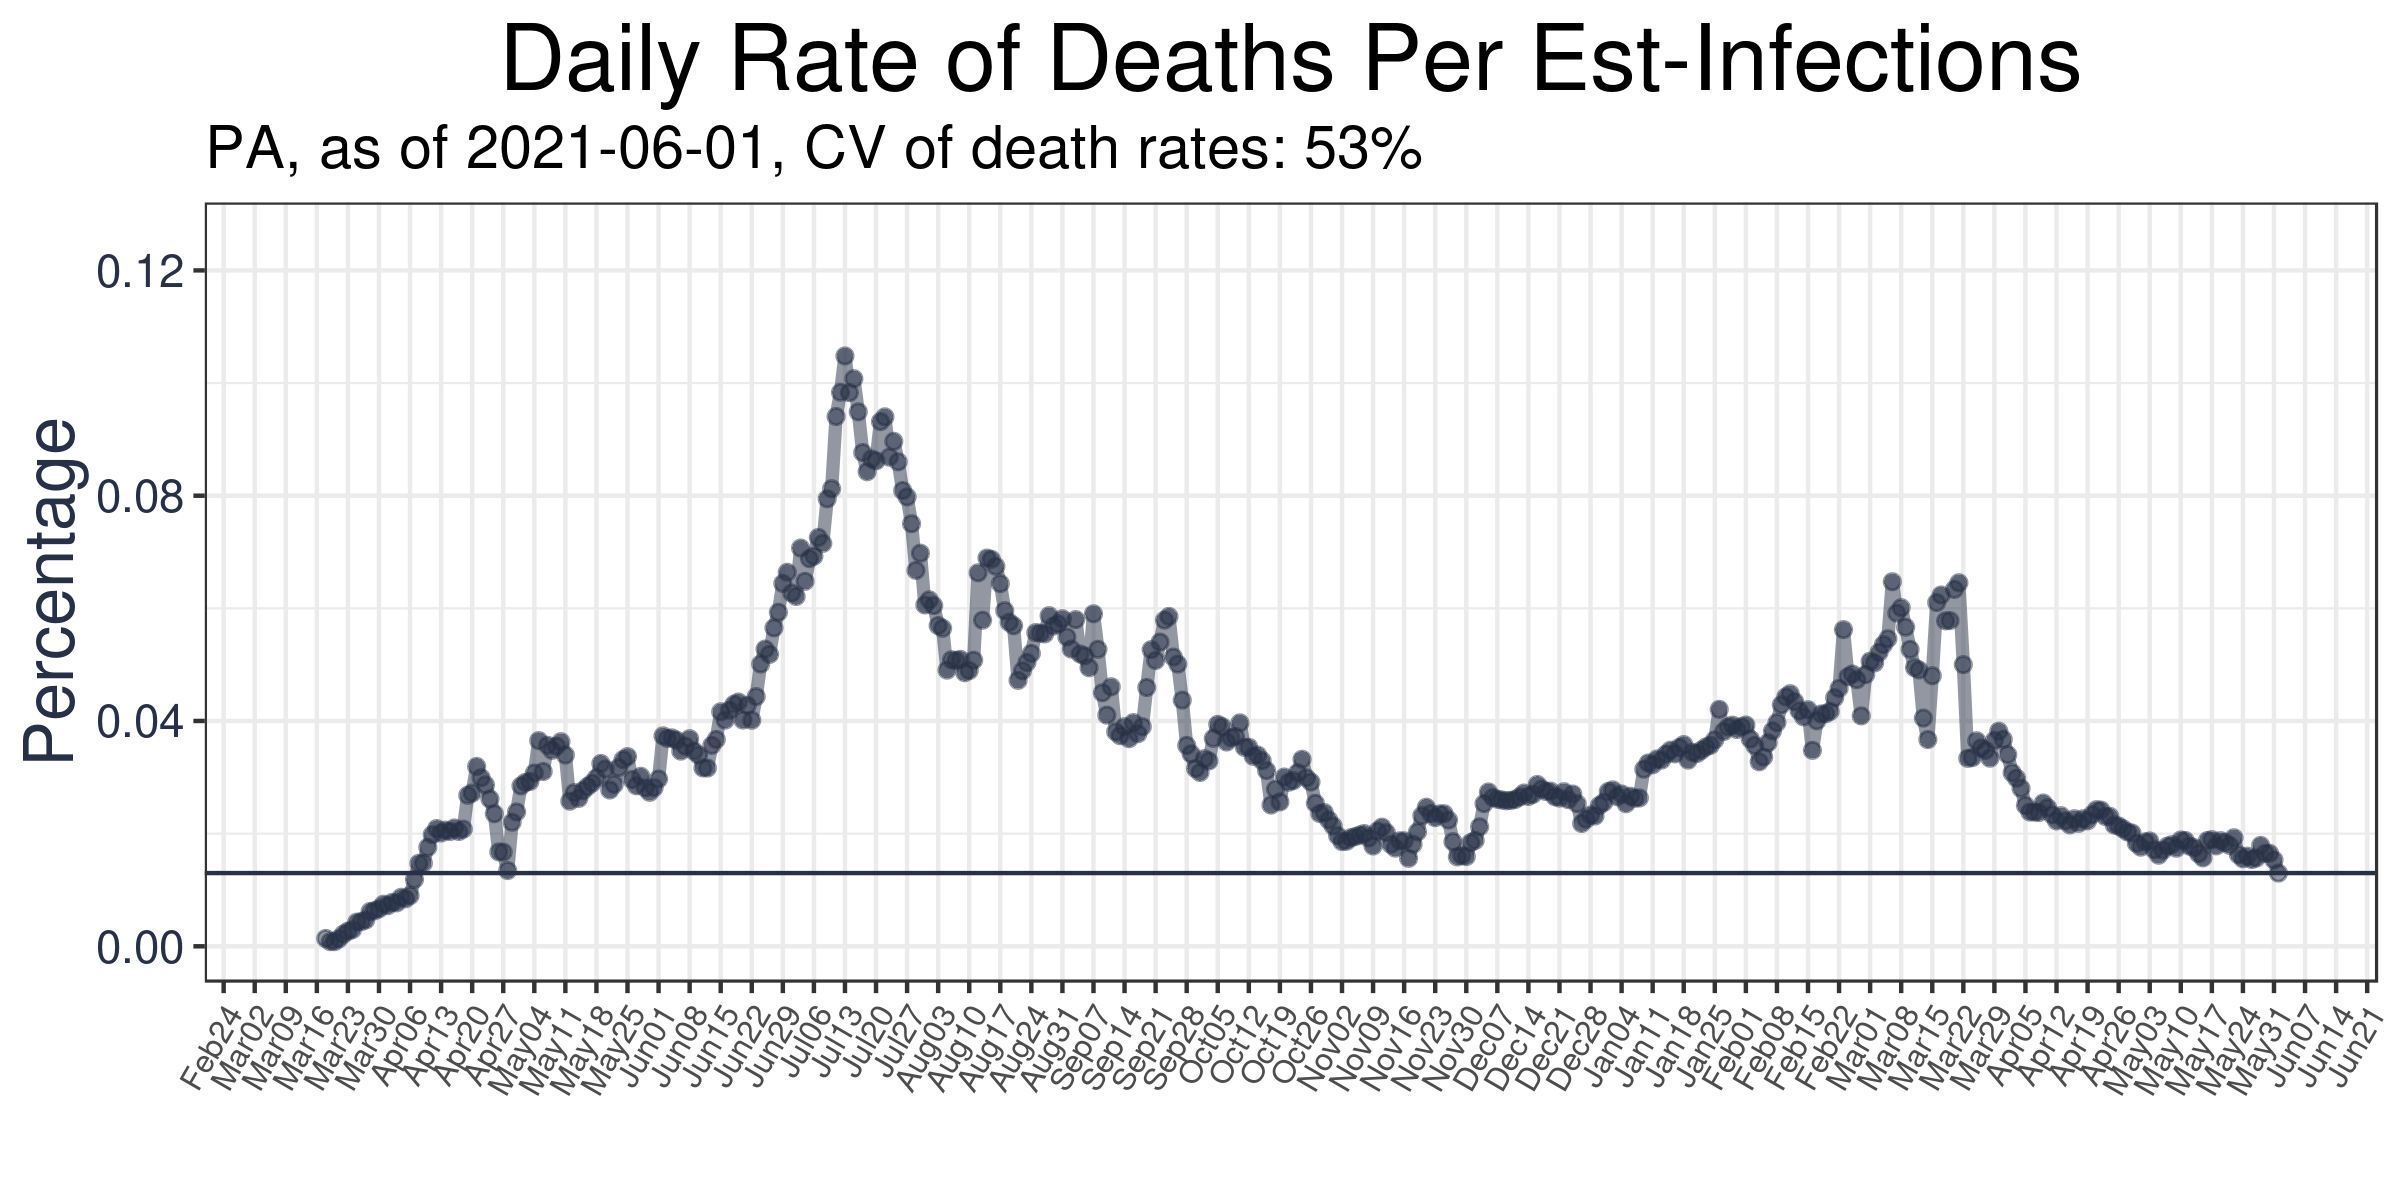 Daily Rate of Deaths Per Est-Infections
PA, as of 2021-06-01, CV of death rates: 53%
Percentage
0.12
0.08
0.04
0.00
Feb24
Mar02
Mar09
Mar16
Mar23
Mar30
Apr06
Apr13
Apr20
Apr27
May04
May11
May18
May25
Jun01
Jun08
Jun15
Jun22
Jun29
Jul06
Jul13
Jul20
Jul27
Aug03
Aug10
Aug17
Aug24
Aug31
Sep07
Sep14
Sep21
Sep28
Oct05
Oct12
Oct19
Oct26
Nov02
Nov09
Nov16
Nov23
Nov30
Dec07
Dec14
Dec21
Dec28
Jan04
Jan11
Jan18
Jan25
Feb01
Feb08
Feb15
Feb22
Mar01
Mar08
Mar15
Mar22
Mar29
Apr05
Apr12
Apr19
Apr26
May03
May10
May17
May24
May31
Jun07
Jun14
Jun21